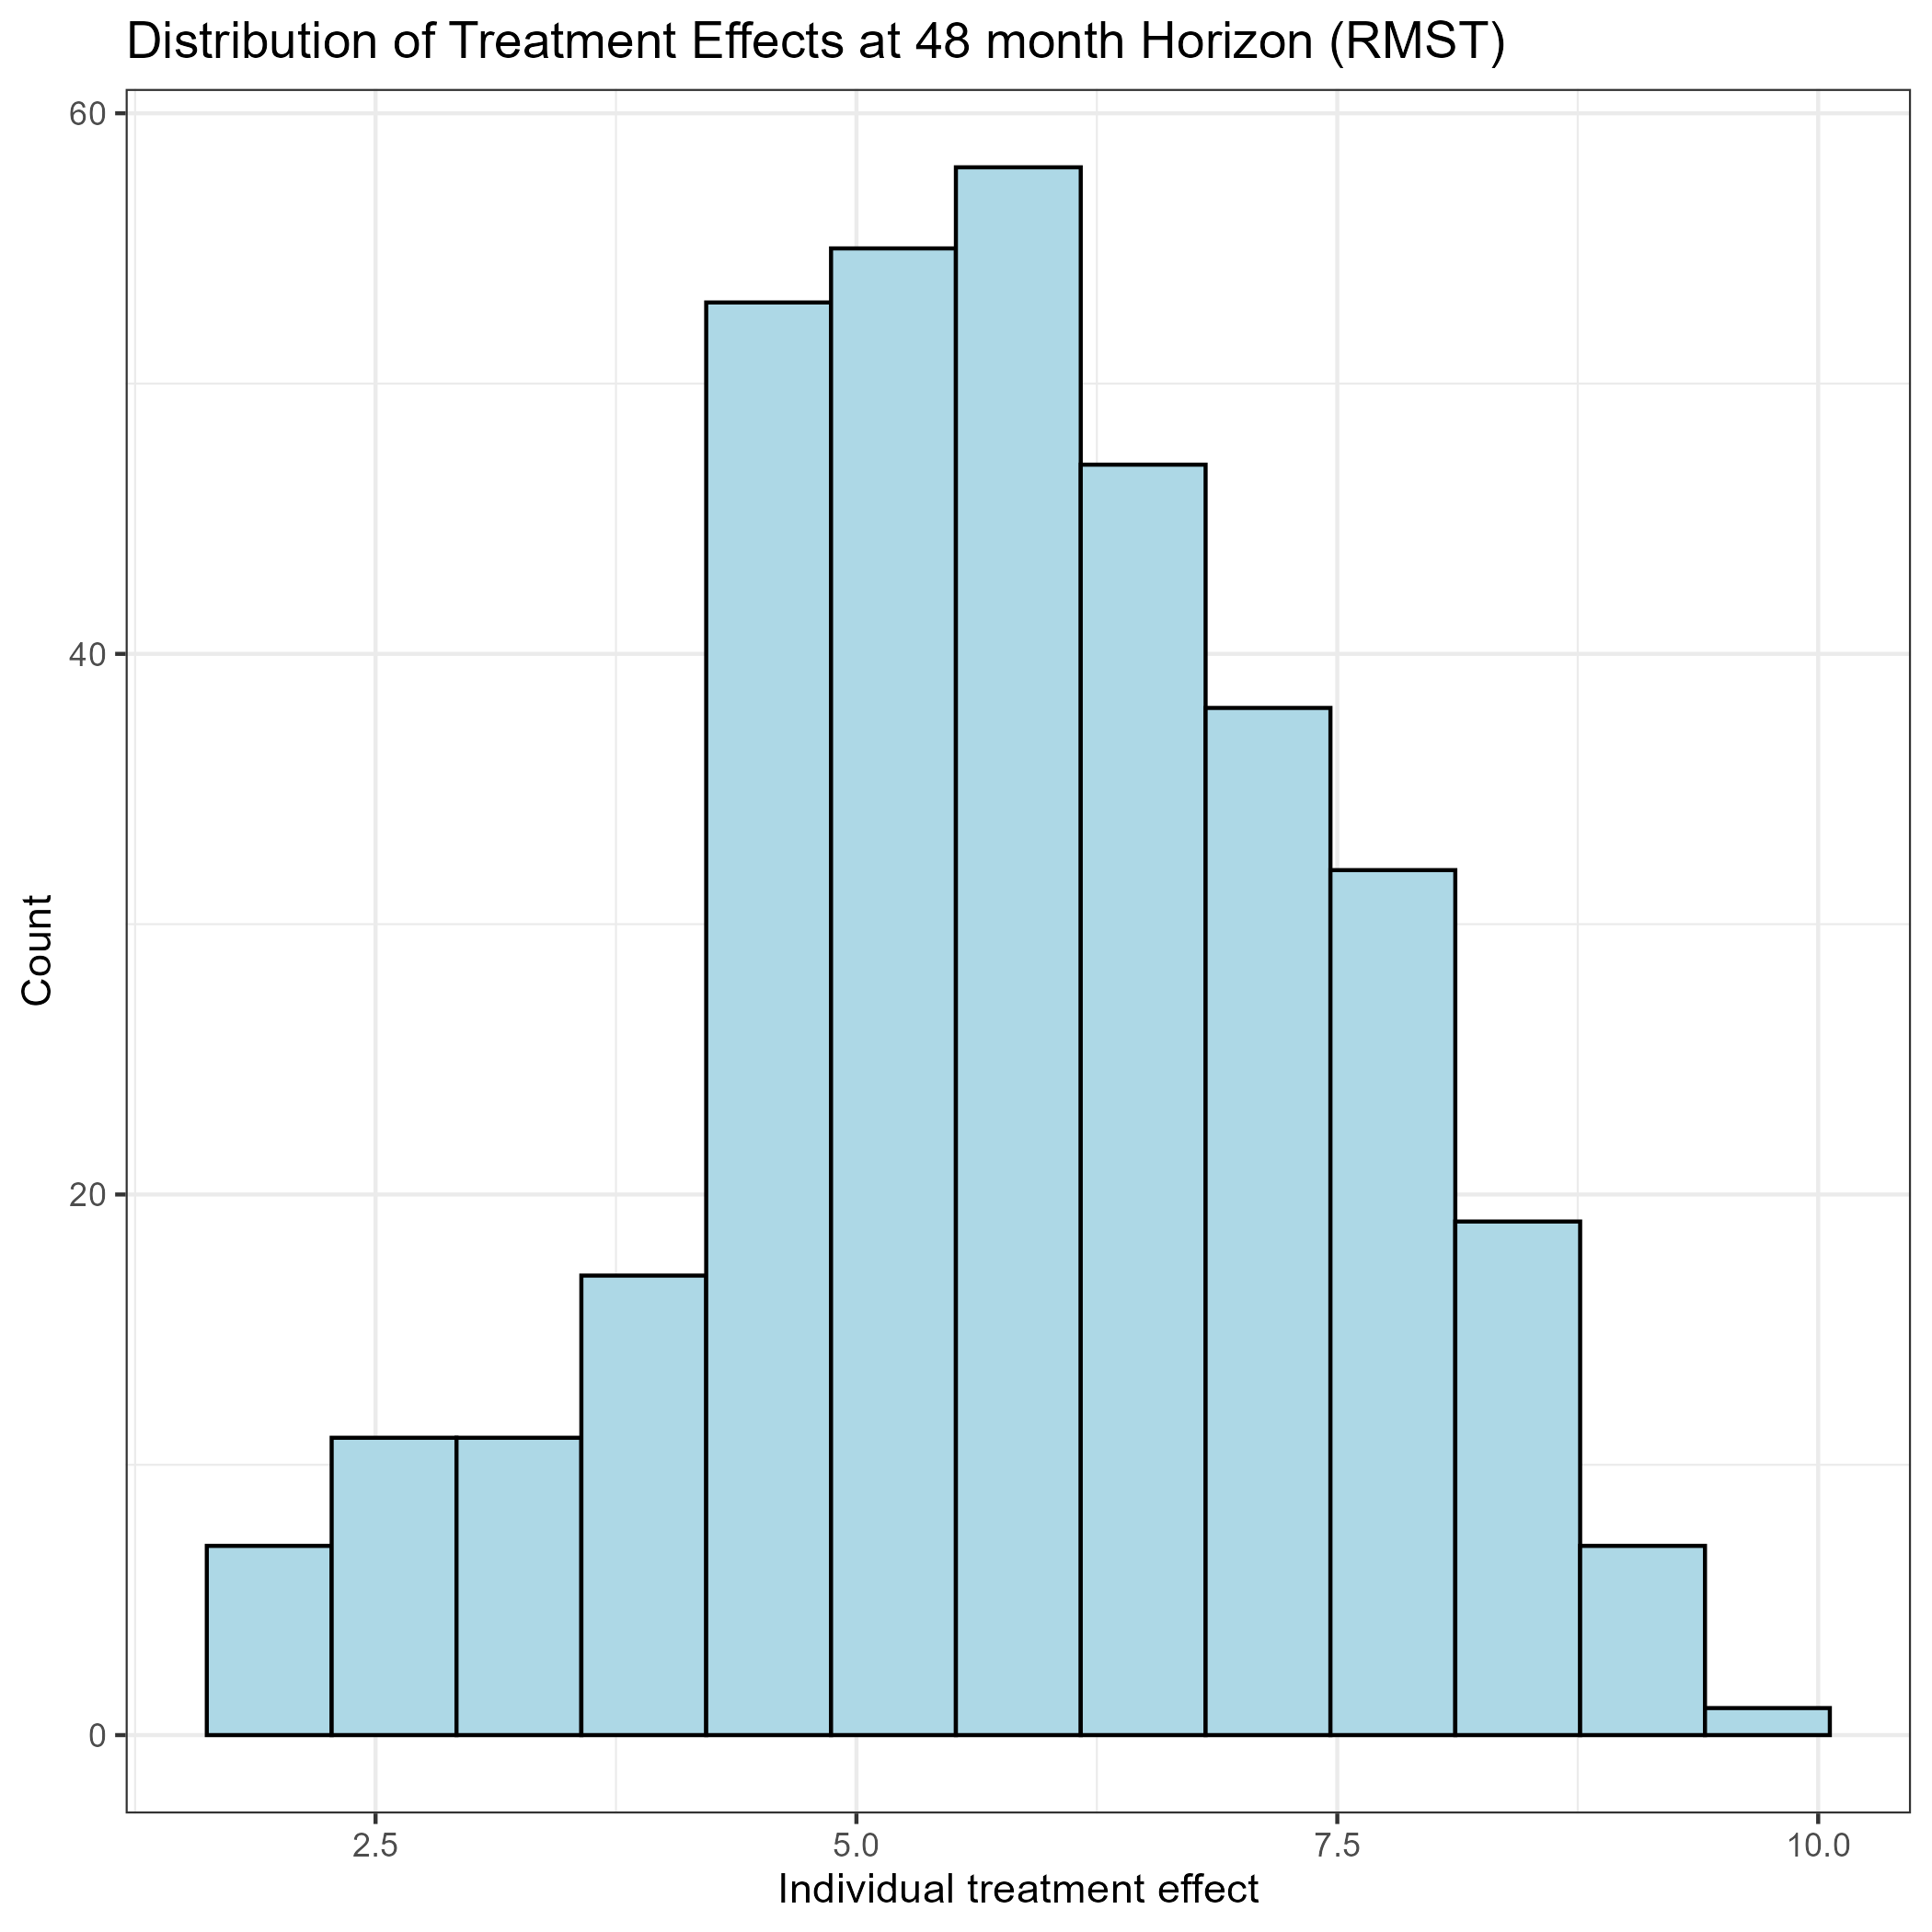 Distribution of Treatment Effects at 48 month Horizon (RMST)
60
40
20
0
Count
2.5 5.0 7.5 10.0
Individual treatment effect